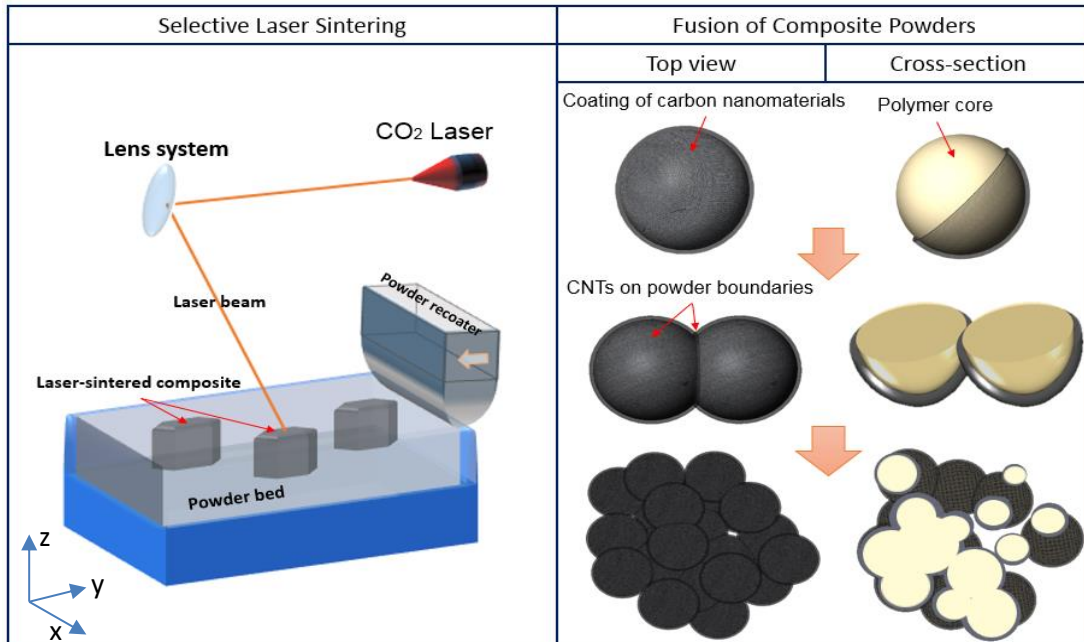 Selective Laser Sintering
Fusion of Composite Powders
Top view
Cross-section
CO₂ Laser
Lens system
Laser beam
Powder recoater
Laser-sintered composite
Powder bed
z
y
x
Coating of carbon nanomaterials
Polymer core
CNTs on powder boundaries